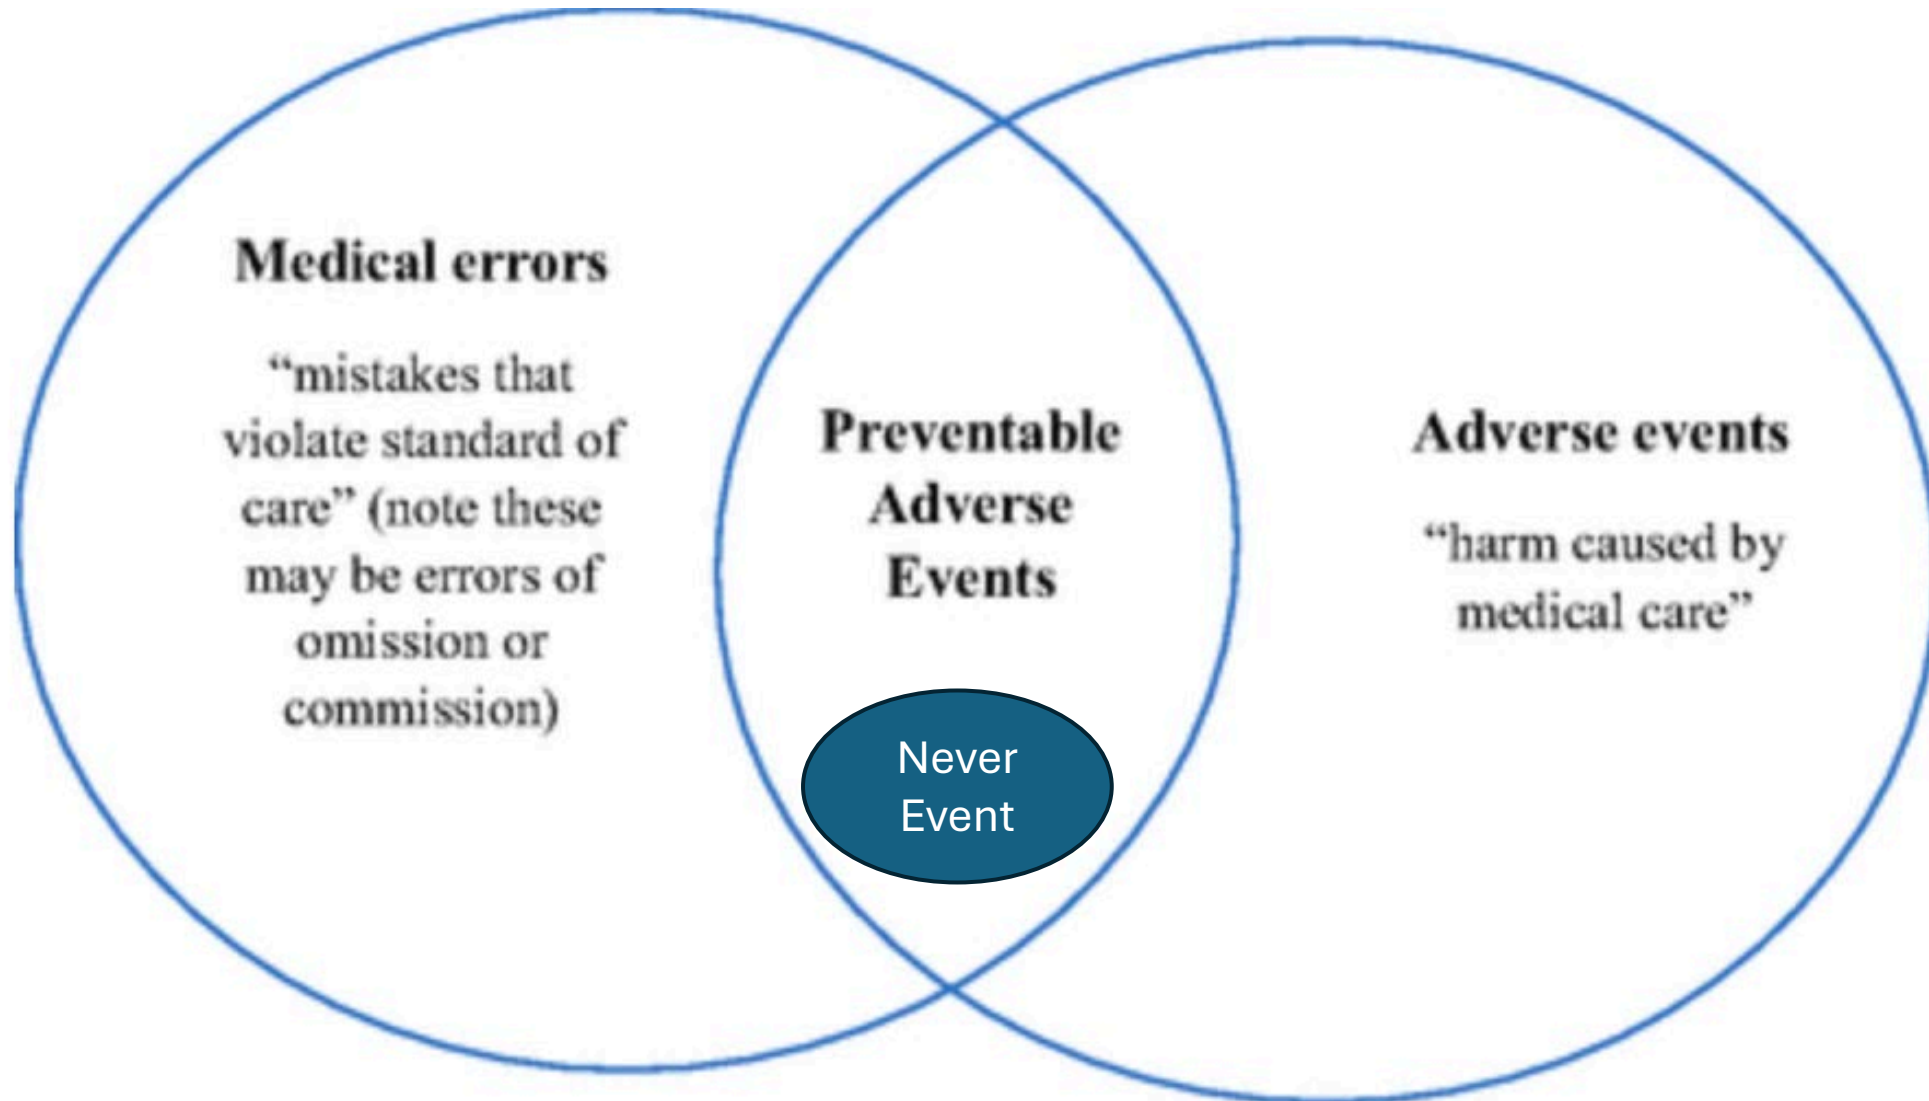 Medical errors
“mistakes that
violate standard of
care” (note these
may be errors of
omission or
commission)
Preventable
Adverse
Events
Never
Event
Adverse events
“harm caused by
medical care”